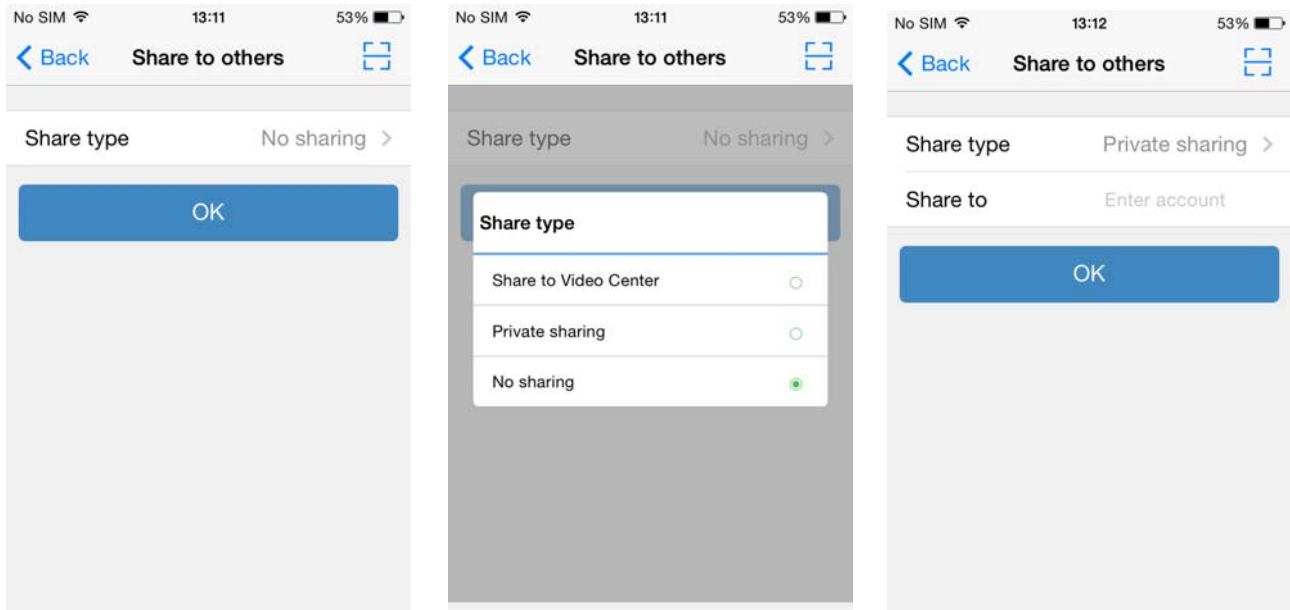 No SIM 13:11 53%
Back Share to others
Share type No sharing
OK
No SIM 13:11 53%
Back Share to others
Share type No sharing
Share type
Share to Video Center
Private sharing
No sharing
No SIM 13:12 53%
Back Share to others
Share type Private sharing
Share to Enter account
OK